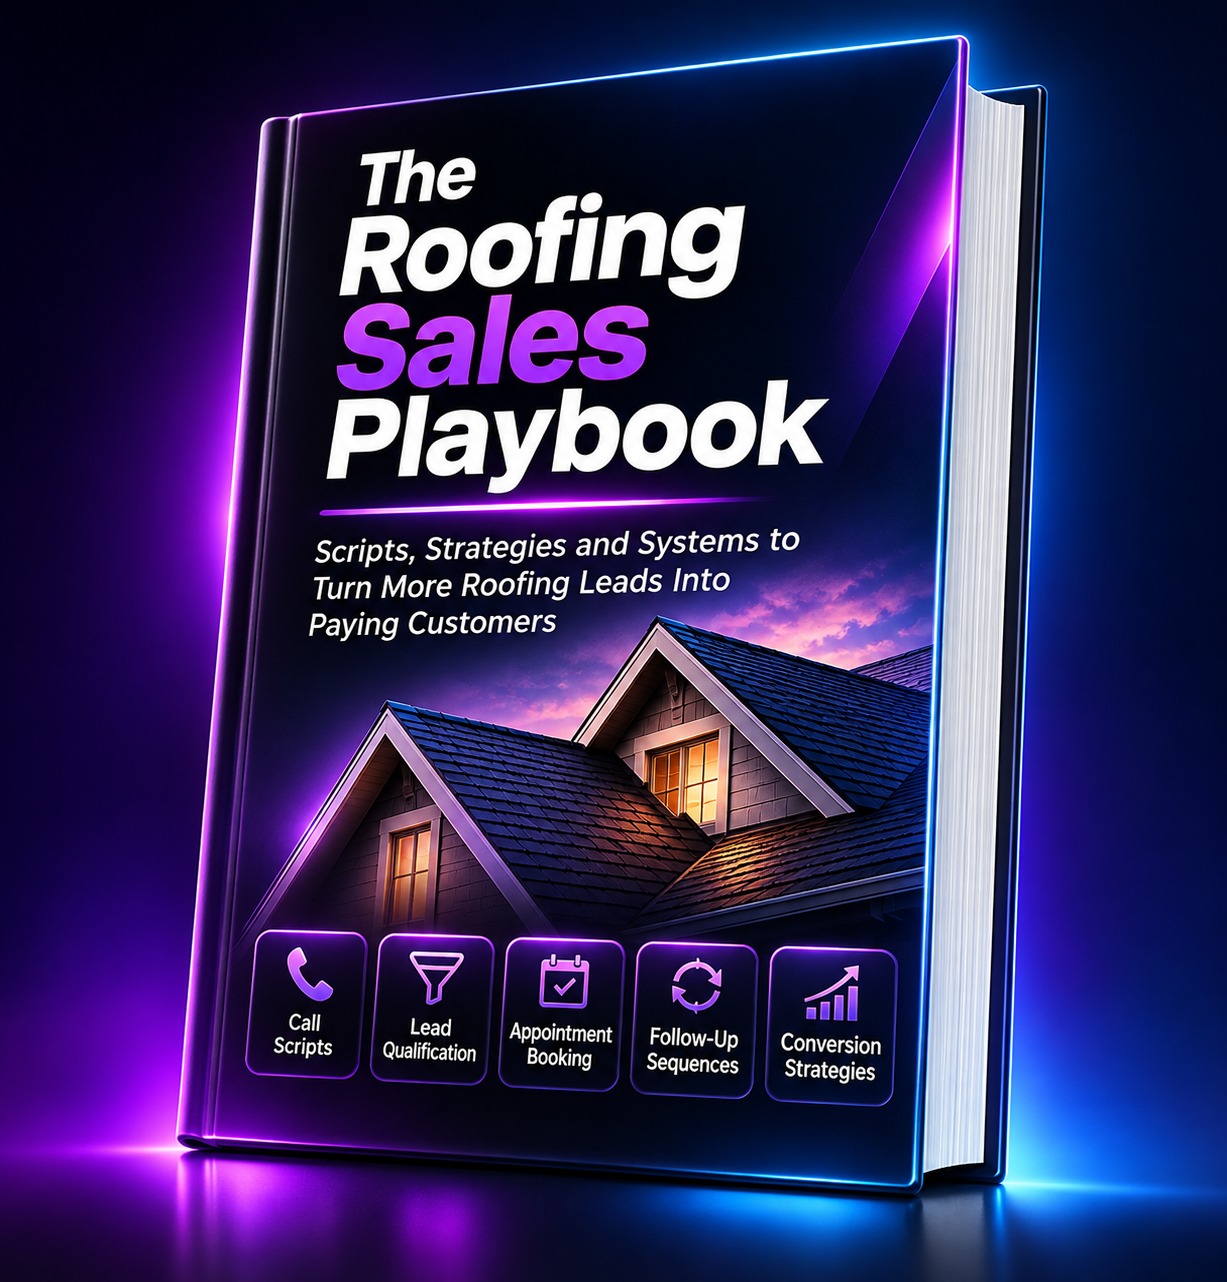 The
Roofing
Sales
Playbook
Scripts, Strategies and Systems to
Turn More Roofing Leads Into
Paying Customers
Call
Scripts
Lead
Qualification
Appointment
Booking
Follow-Up
Sequences
Conversion
Strategies